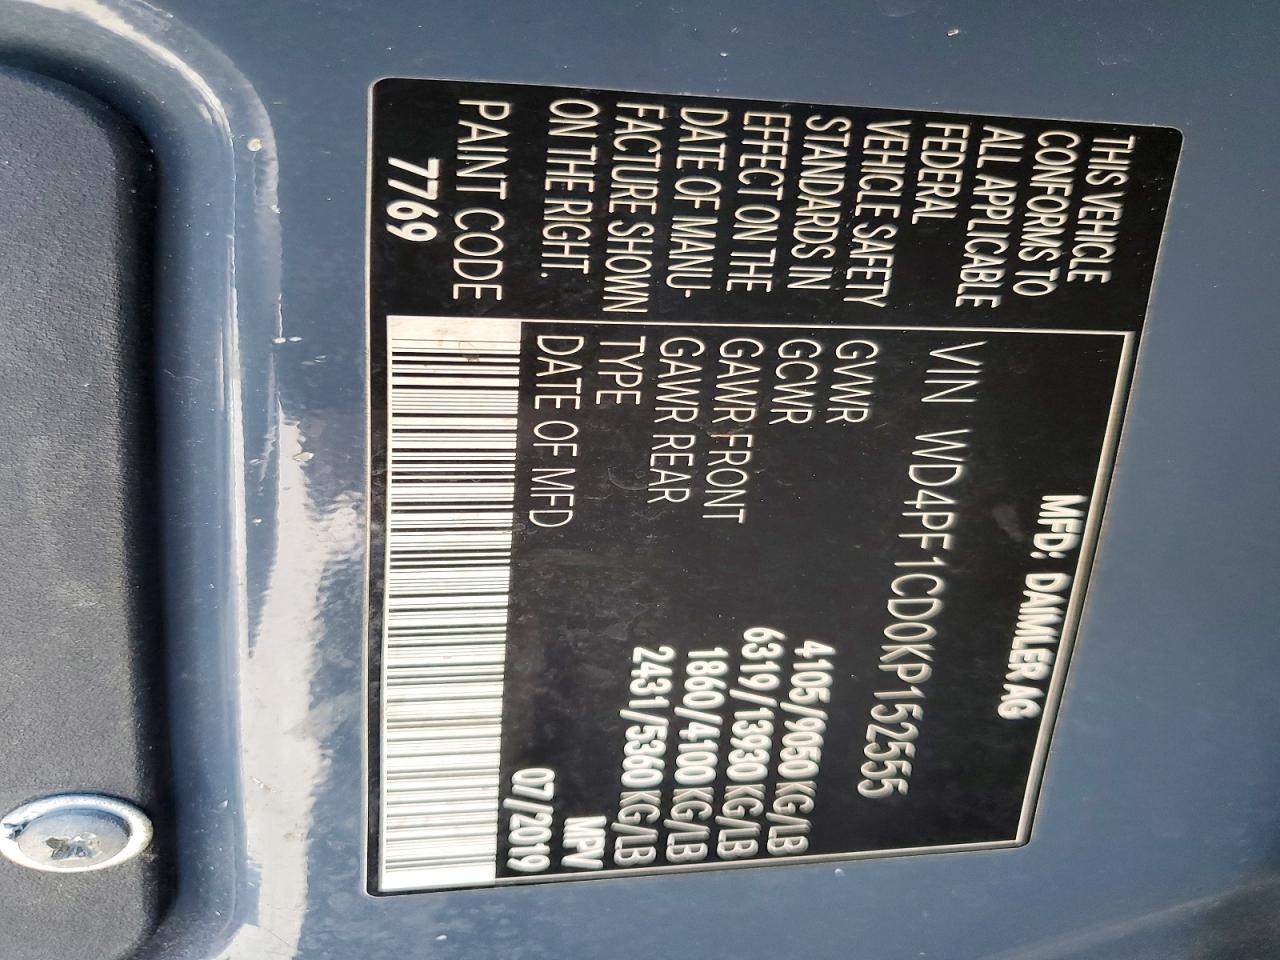 THIS VEHICLE
CONFORMS TO
ALL APPLICABLE
FEDERAL
VEHICLE SAFETY
STANDARDS IN
EFFECT ON THE
DATE OF MANU-
FACTURE SHOWN
ON THE RIGHT.
PAINT CODE
7769
MFD: DAIMLER AG
VIN WD4PF1CD0KP152555
GVWR 4105/9050 KG/LB
GCWR 6319/13930 KG/LB
GAWR FRONT 1860/4100 KG/LB
GAWR REAR 2431/5360 KG/LB
TYPE MPV
DATE OF MFD 07/2019